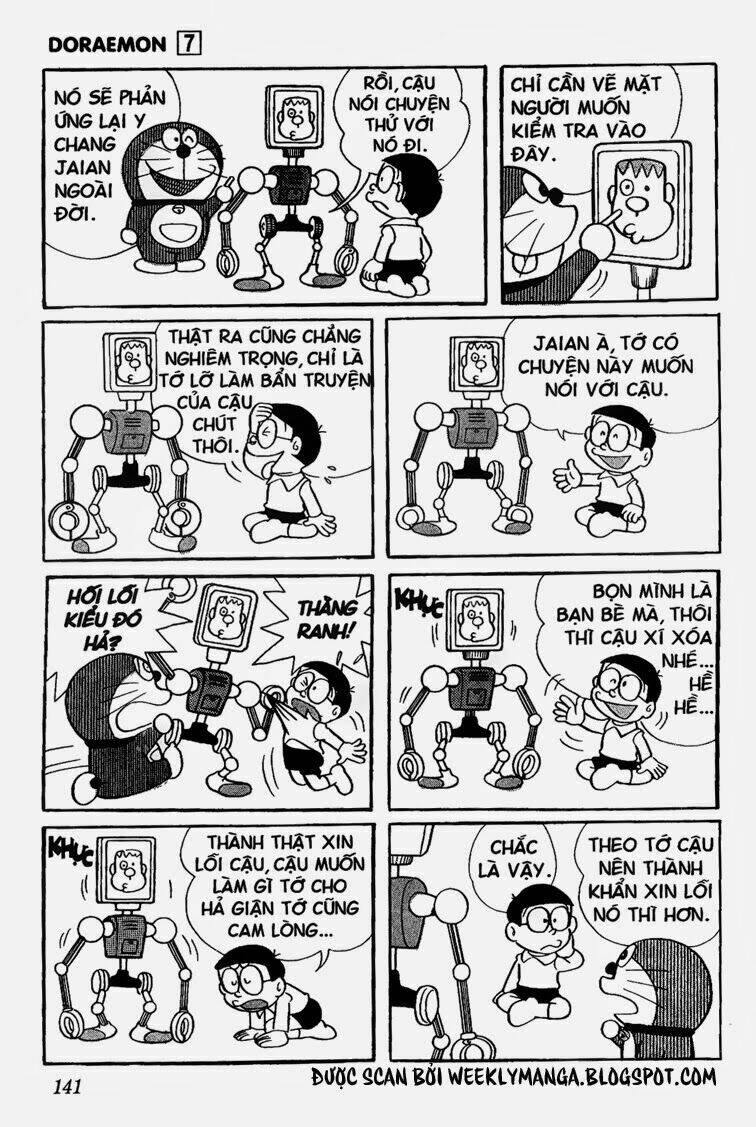 DORAEMON 7
CHỈ CẦN VẼ MẶT
NGƯỜI MUỐN
KIỂM TRA VÀO
ĐÂY.
RỒI, CẬU
NÓI CHUYỆN
THỬ VỚI
NÓ ĐI.
NÓ SẼ PHẢN
ỨNG LẠI Y
CHANG
JAIAN
NGOÀI
ĐỜI.
JAIAN À, TỚ CÓ
CHUYỆN NÀY MUỐN
NÓI VỚI CẬU.
THẬT RA CŨNG CHẲNG
NGHIÊM TRỌNG, CHỈ LÀ
TỚ LỠ LÀM BẨN TRUYỆN
CỦA CẬU
CHÚT
THÔI.
BỌN MÌNH LÀ
BẠN BÈ MÀ, THÔI
THÌ CẬU XÍ XÓA
NHÉ...
HỀ
HỀ...
KHỰC
THẰNG
RANH!
HỐI LỖI
KIỂU ĐÓ
HẢ?
THEO TỚ CẬU
NÊN THÀNH
KHẨN XIN LỖI
NÓ THÌ HƠN.
CHẮC
LÀ VẬY.
THÀNH THẬT XIN
LỖI CẬU, CẬU MUỐN
LÀM GÌ TỚ CHO
HẢ GIẬN TỚ CŨNG
CAM LÒNG...
KHỰC
141
ĐƯỢC SCAN BỞI WEEKLYMANGA.BLOGSPOT.COM